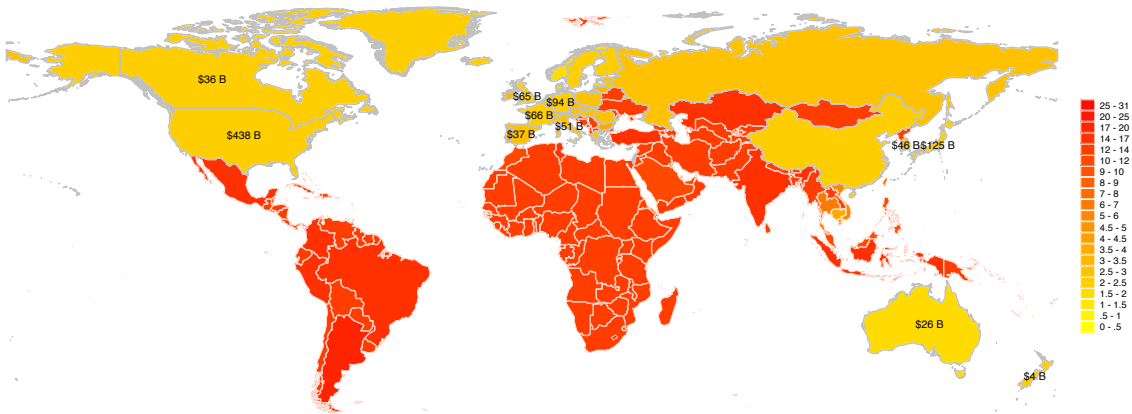 $36 B
$65 B
$94 B
$66 B
$438 B
$37 B
$51 B
$46 B
$125 B
$26 B
$4 B
25 - 31
20 - 25
17 - 20
14 - 17
12 - 14
10 - 12
9 - 10
8 - 9
7 - 8
6 - 7
5 - 6
4.5 - 5
4 - 4.5
3.5 - 4
3 - 3.5
2.5 - 3
2 - 2.5
1.5 - 2
1 - 1.5
.5 - 1
0 - .5